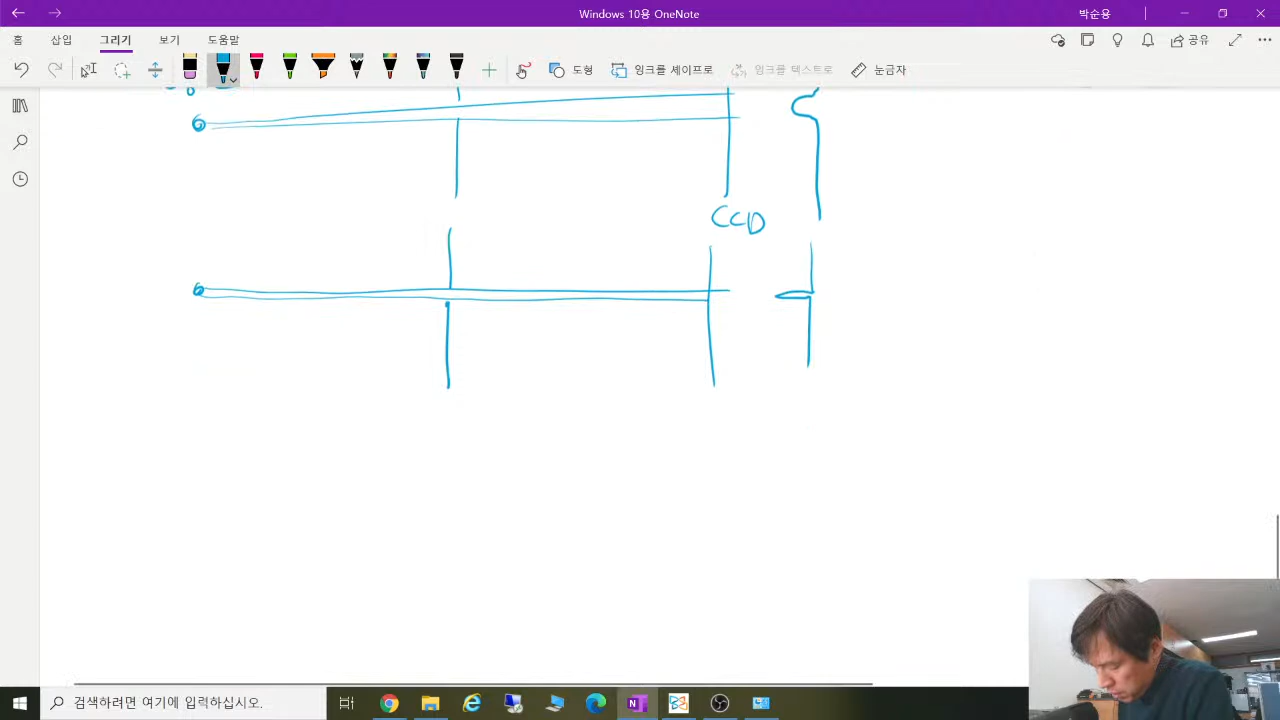 Windows 10용 OneNote
박순용
홈 삽입 그리기 보기 도움말
공유
도형 잉크를 셰이프로 잉크를 텍스트로 눈금자
CCD
검색하려면 여기에 입력하십시오.